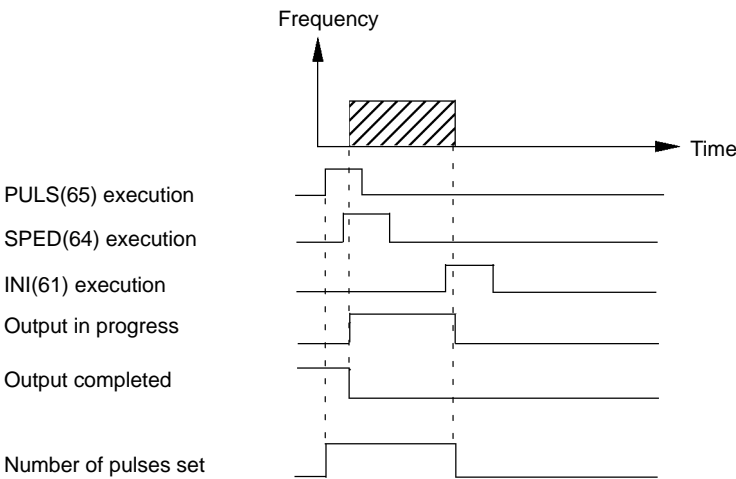 Frequency
Time
PULS(65) execution
SPED(64) execution
INI(61) execution
Output in progress
Output completed
Number of pulses set